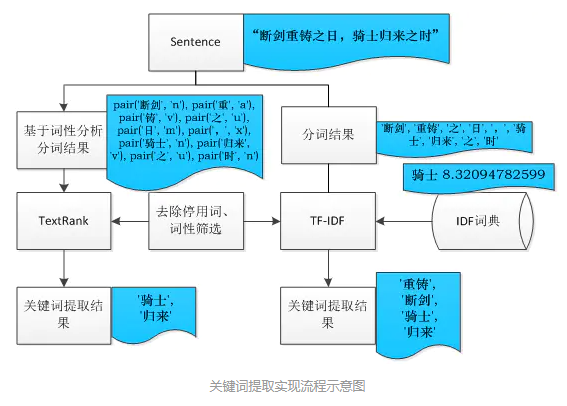 Sentence
“断剑重铸之日，骑士归来之时”
基于词性分析
分词结果
pair('断剑', 'n'), pair('重', 'a'),
pair('铸', 'v'), pair('之', 'u'),
pair('日', 'm'), pair('，', 'x'),
pair('骑士', 'n'), pair('归来',
'v'), pair('之', 'u'), pair('时', 'n')
分词结果
'断剑', '重铸', '之', '日', '，', '骑
士', '归来', '之', '时'
骑士 8.32094782599
TextRank
去除停用词、
词性筛选
TF-IDF
IDF词典
关键词提取结
果
'骑士',
'归来'
关键词提取结
果
'重铸',
'断剑',
'骑士',
'归来'
关键词提取实现流程示意图